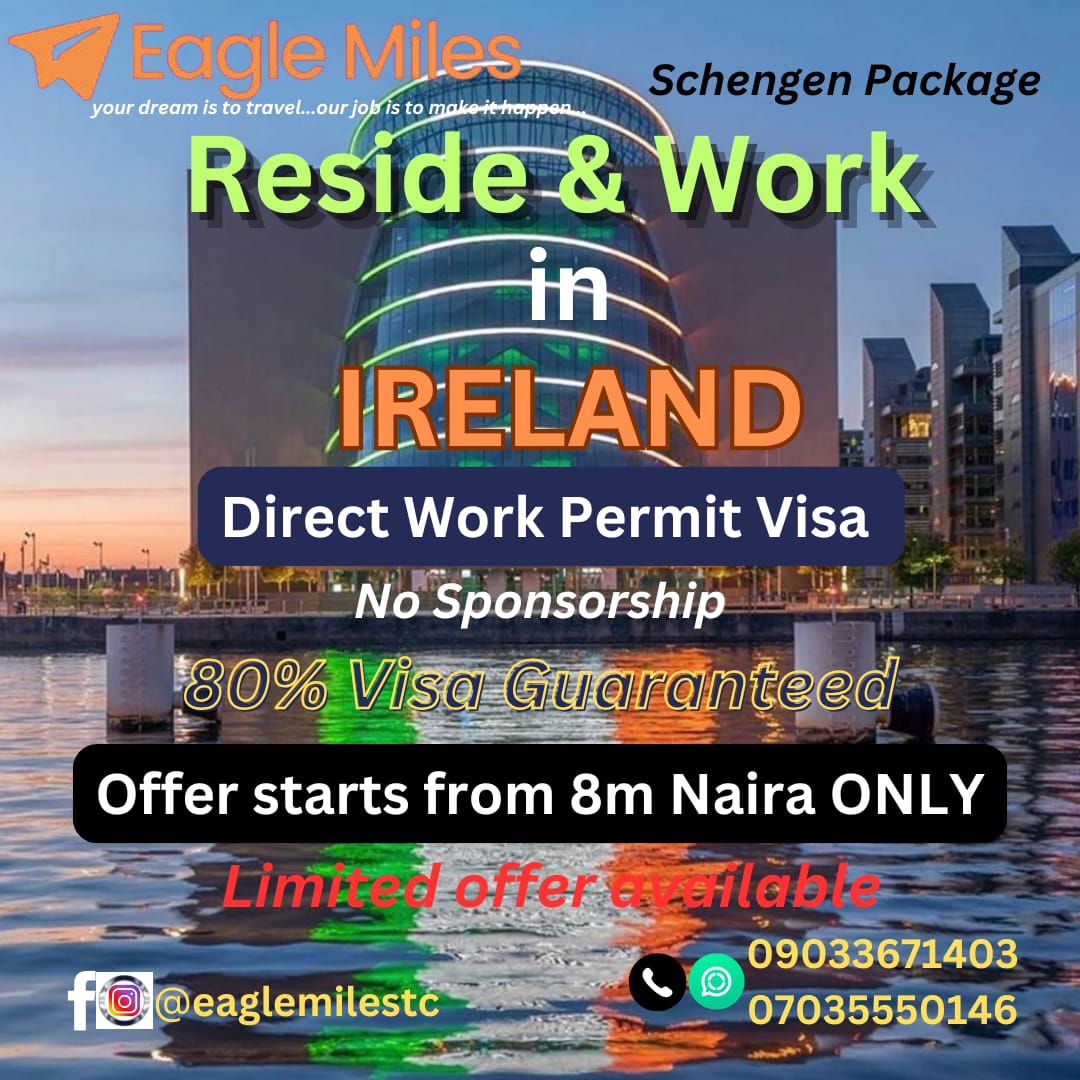 Eagle Miles
your dream is to travel...our job is to make it happen...
Schengen Package
Reside & Work
in
IRELAND
Direct Work Permit Visa
No Sponsorship
80% Visa Guaranteed
Offer starts from 8m Naira ONLY
Limited offer available
@eaglemilestc
09033671403
07035550146